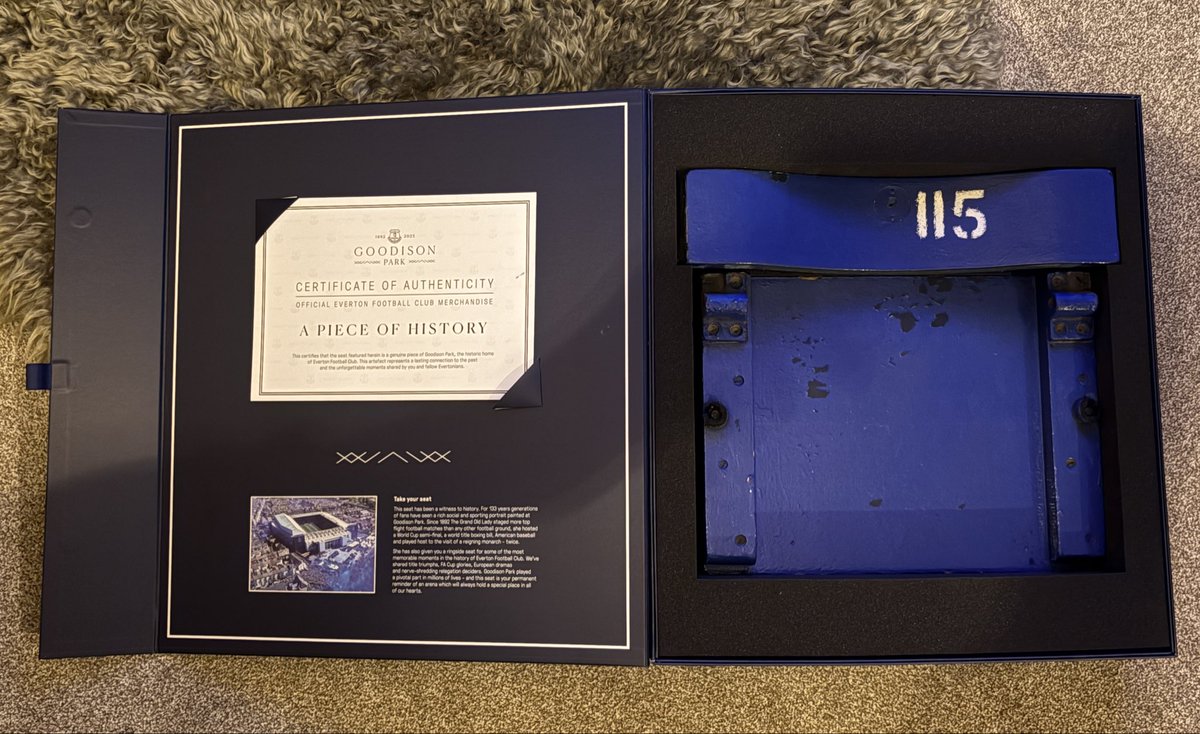 1892 2025
GOODISON
PARK
CERTIFICATE OF AUTHENTICITY
OFFICIAL EVERTON FOOTBALL CLUB MERCHANDISE
A PIECE OF HISTORY
This certifies that the seat featured herein is a genuine piece of Goodison Park, the historic home
of Everton Football Club. This artefact represents a lasting connection to the past
and the unforgettable moments shared by you and fellow Evertonians.
Take your seat
This seat has been a witness to history. For 133 years generations
of fans have seen a rich social and sporting portrait painted at
Goodison Park. Since 1892 The Grand Old Lady staged more top
flight football matches than any other football ground, she hosted
a World Cup semi-final, a world title boxing bill, American baseball
and played host to the visit of a reigning monarch - twice.
She has also given you a ringside seat for some of the most
memorable moments in the history of Everton Football Club. We've
shared title triumphs, FA Cup glories, European dramas
and nerve-shredding relegation deciders. Goodison Park played
a pivotal part in millions of lives - and this seat is your permanent
reminder of an arena which will always hold a special place in all
of our hearts.
115